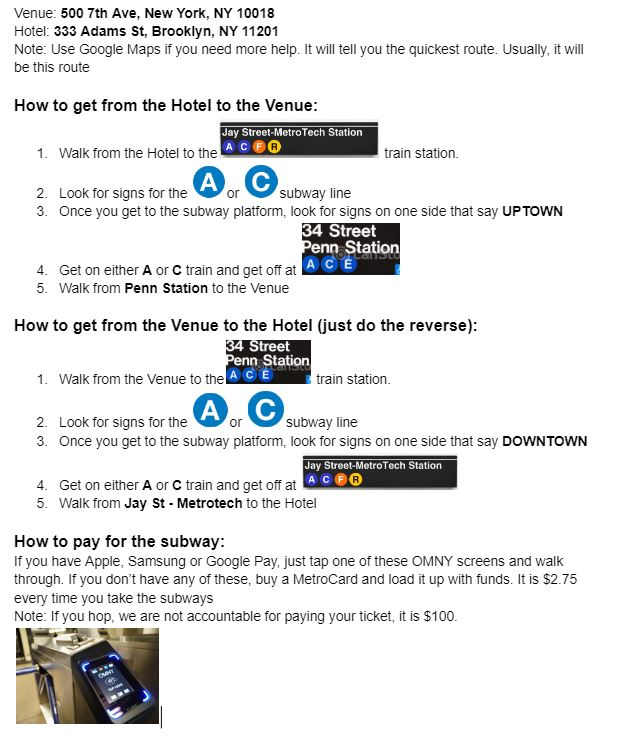 Venue: 500 7th Ave, New York, NY 10018
Hotel: 333 Adams St, Brooklyn, NY 11201
Note: Use Google Maps if you need more help. It will tell you the quickest route. Usually, it will
be this route
How to get from the Hotel to the Venue:
Jay Street-MetroTech Station
A C F R
1. Walk from the Hotel to the train station.
2. Look for signs for the A or C subway line
3. Once you get to the subway platform, look for signs on one side that say UPTOWN
34 Street
Penn Station
A C E
4. Get on either A or C train and get off at
5. Walk from Penn Station to the Venue
How to get from the Venue to the Hotel (just do the reverse):
34 Street
Penn Station
A C E
1. Walk from the Venue to the train station.
2. Look for signs for the A or C subway line
3. Once you get to the subway platform, look for signs on one side that say DOWNTOWN
Jay Street-MetroTech Station
A C F R
4. Get on either A or C train and get off at
5. Walk from Jay St - Metrotech to the Hotel
How to pay for the subway:
If you have Apple, Samsung or Google Pay, just tap one of these OMNY screens and walk
through. If you don't have any of these, buy a MetroCard and load it up with funds. It is $2.75
every time you take the subways
Note: If you hop, we are not accountable for paying your ticket, it is $100.
OMNY